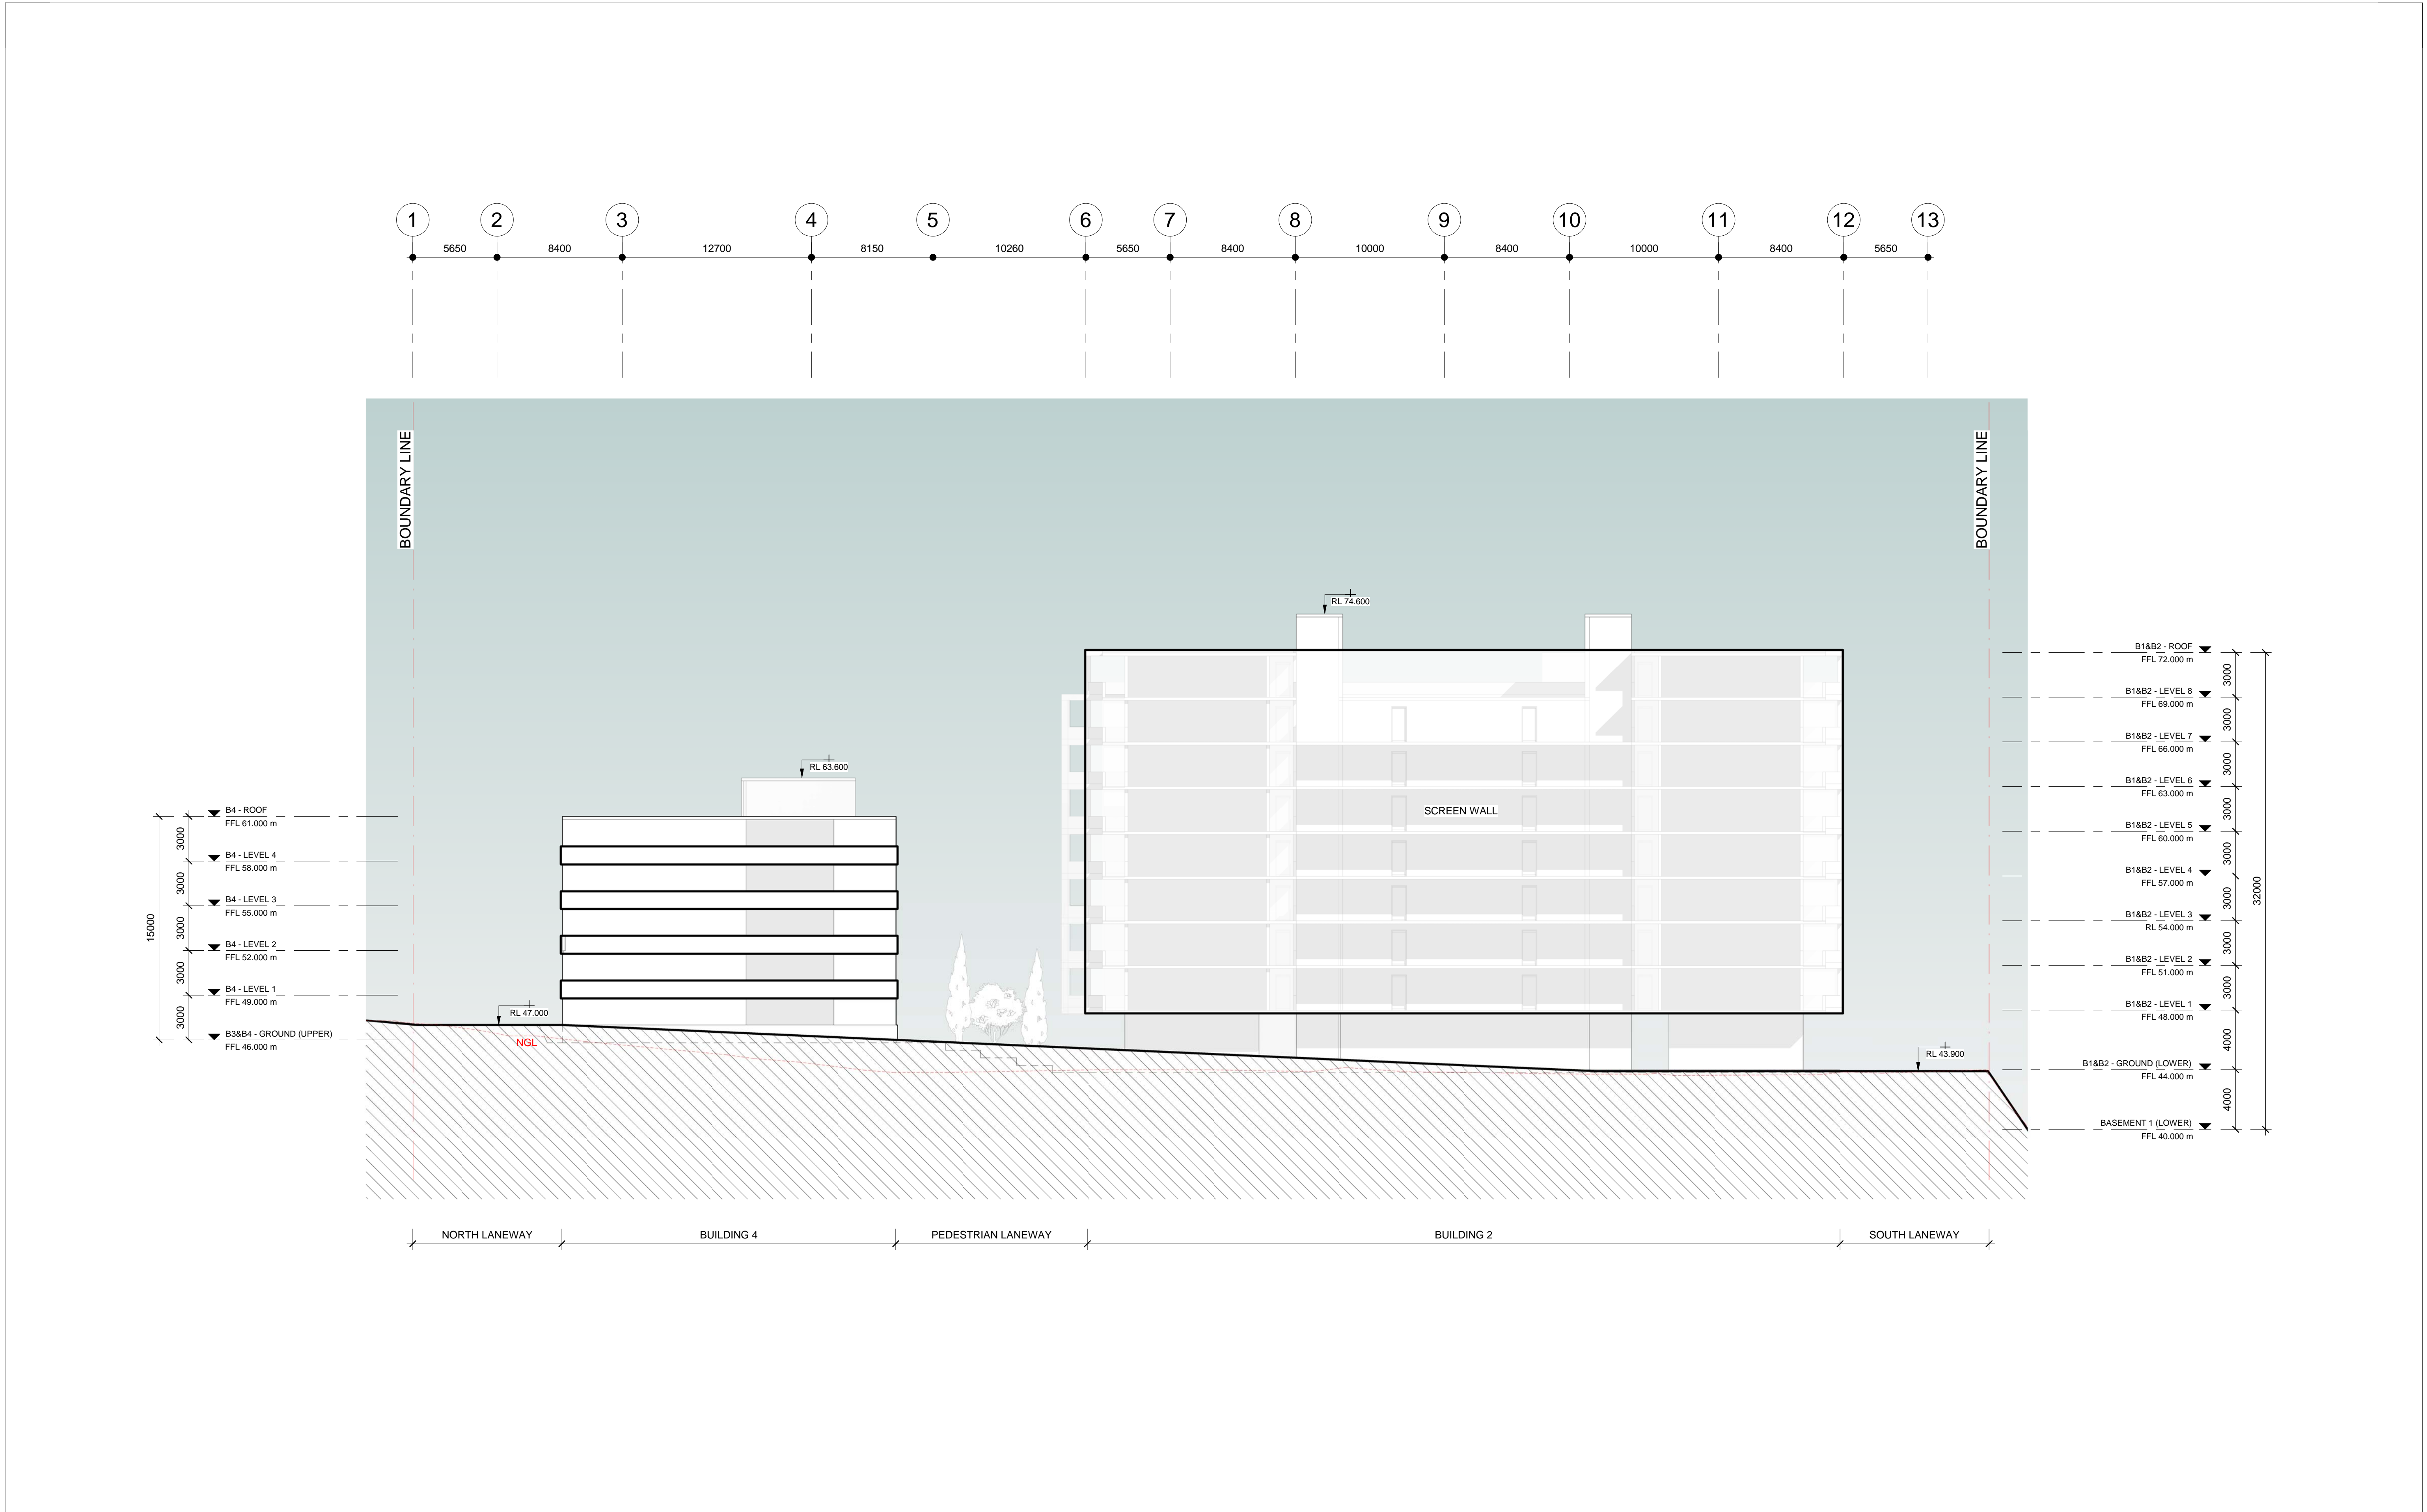 1 2 3 4 5 6 7 8 9 10 11 12 13
5650 8400 12700 8150 10260 5650 8400 10000 8400 10000 8400 5650
BOUNDARY LINE
BOUNDARY LINE
RL 74.600
RL 63.600
SCREEN WALL
RL 47.000
NGL
RL 43.900
B4 - ROOF
FFL 61.000 m
B4 - LEVEL 4
FFL 58.000 m
B4 - LEVEL 3
FFL 55.000 m
B4 - LEVEL 2
FFL 52.000 m
B4 - LEVEL 1
FFL 49.000 m
B3&B4 - GROUND (UPPER)
FFL 46.000 m
3000
3000
3000
3000
3000
15000
B1&B2 - ROOF
FFL 72.000 m
B1&B2 - LEVEL 8
FFL 69.000 m
B1&B2 - LEVEL 7
FFL 66.000 m
B1&B2 - LEVEL 6
FFL 63.000 m
B1&B2 - LEVEL 5
FFL 60.000 m
B1&B2 - LEVEL 4
FFL 57.000 m
B1&B2 - LEVEL 3
RL 54.000 m
B1&B2 - LEVEL 2
FFL 51.000 m
B1&B2 - LEVEL 1
FFL 48.000 m
B1&B2 - GROUND (LOWER)
FFL 44.000 m
BASEMENT 1 (LOWER)
FFL 40.000 m
3000
3000
3000
3000
3000
3000
3000
3000
4000
4000
32000
NORTH LANEWAY
BUILDING 4
PEDESTRIAN LANEWAY
BUILDING 2
SOUTH LANEWAY